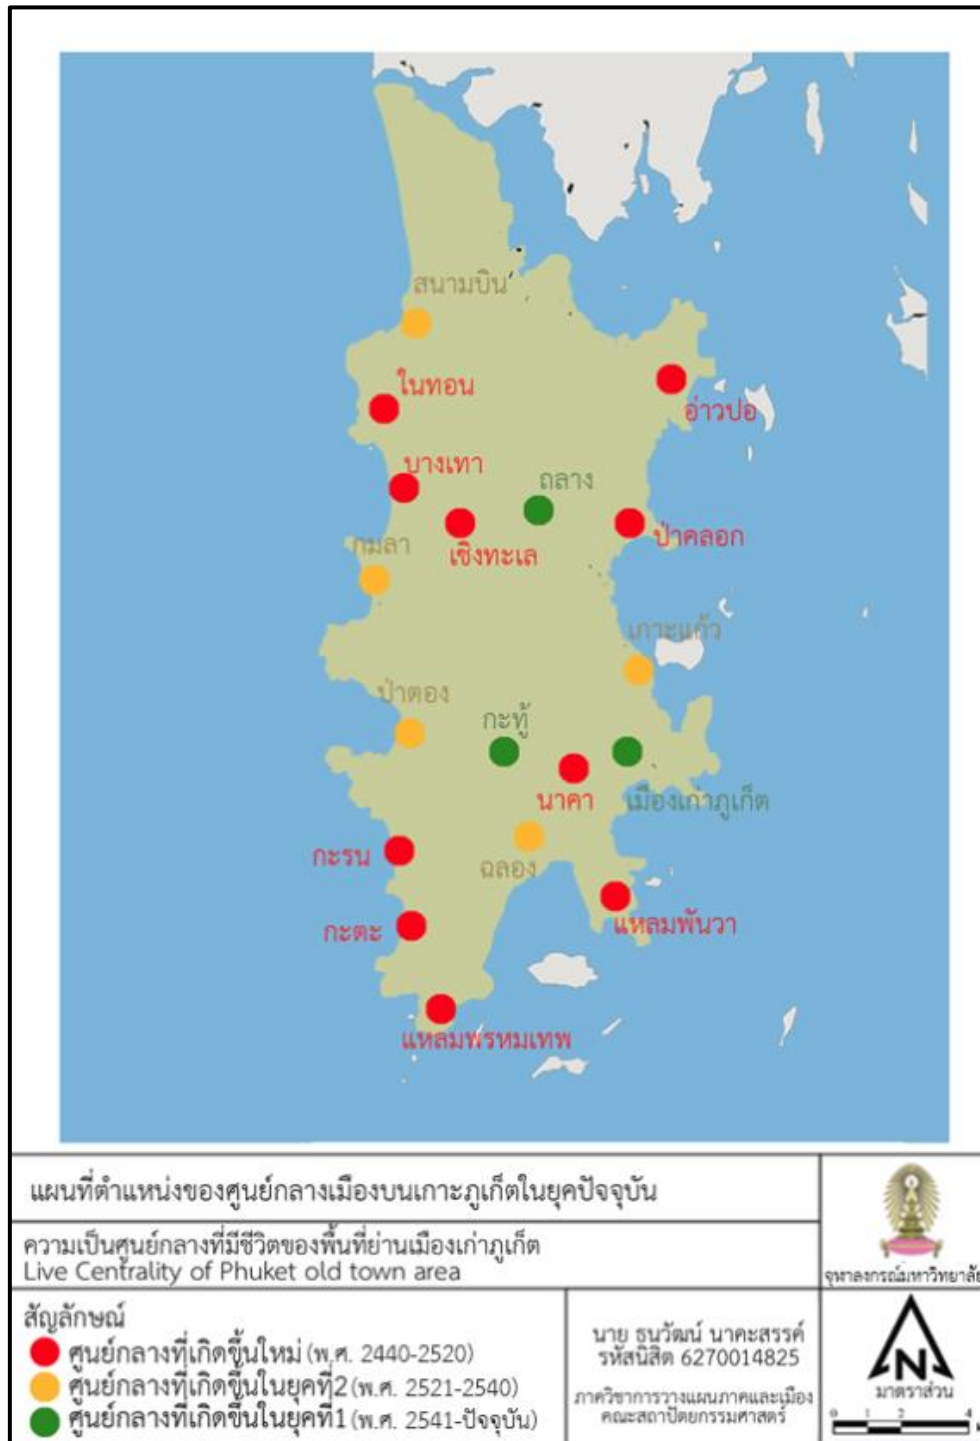 สนามบิน
ในทอน
อ่าวปอ
บางเทา
ถลาง
เชิงทะเล
ป่าคลอก
กมลา
เกาะแก้ว
ป่าตอง
กะทู้
นาคา
เมืองเก่าภูเก็ต
กะรน
ฉลอง
กะตะ
แหลมพันวา
แหลมพรหมเทพ
แผนที่ตำแหน่งของศูนย์กลางเมืองบนเกาะภูเก็ตในยุคปัจจุบัน
ความเป็นศูนย์กลางที่มีชีวิตของพื้นที่ย่านเมืองเก่าภูเก็ต
Live Centrality of Phuket old town area
จุฬาลงกรณ์มหาวิทยาลัย
สัญลักษณ์
ศูนย์กลางที่เกิดขึ้นใหม่ (พ.ศ. 2440-2520)
ศูนย์กลางที่เกิดขึ้นในยุคที่2 (พ.ศ. 2521-2540)
ศูนย์กลางที่เกิดขึ้นในยุคที่1 (พ.ศ. 2541-ปัจจุบัน)
นาย ธนวัฒน์ นาคะสรรค์
รหัสนิสิต 6270014825
ภาควิชาการวางแผนภาคและเมือง
คณะสถาปัตยกรรมศาสตร์
N
มาตราส่วน
0 1 2 4